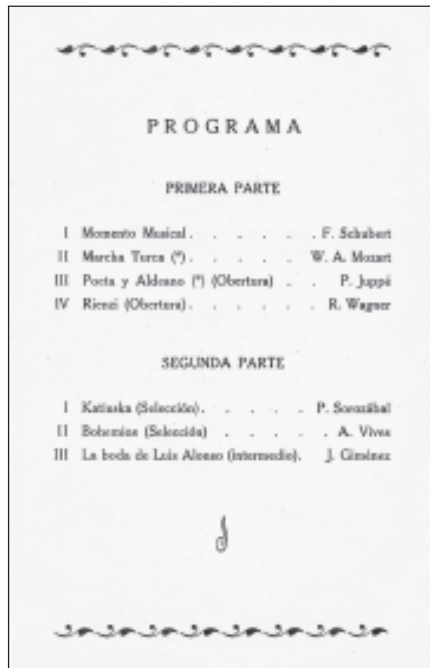 PROGRAMA
PRIMERA PARTE
I Momento Musical . . . . . . F. Schubert
II Marcha Turca (*) . . . . . W. A. Mozart
III Poeta y Aldeano (*) (Obertura) . . P. Juppé
IV Rienzi (Obertura) . . . . . . R. Wagner
SEGUNDA PARTE
I Katiuska (Selección) . . . . P. Sorozábal
II Bohemios (Selección) . . . . . A. Vives
III La boda de Luis Alonso (intermedio). J. Giménez